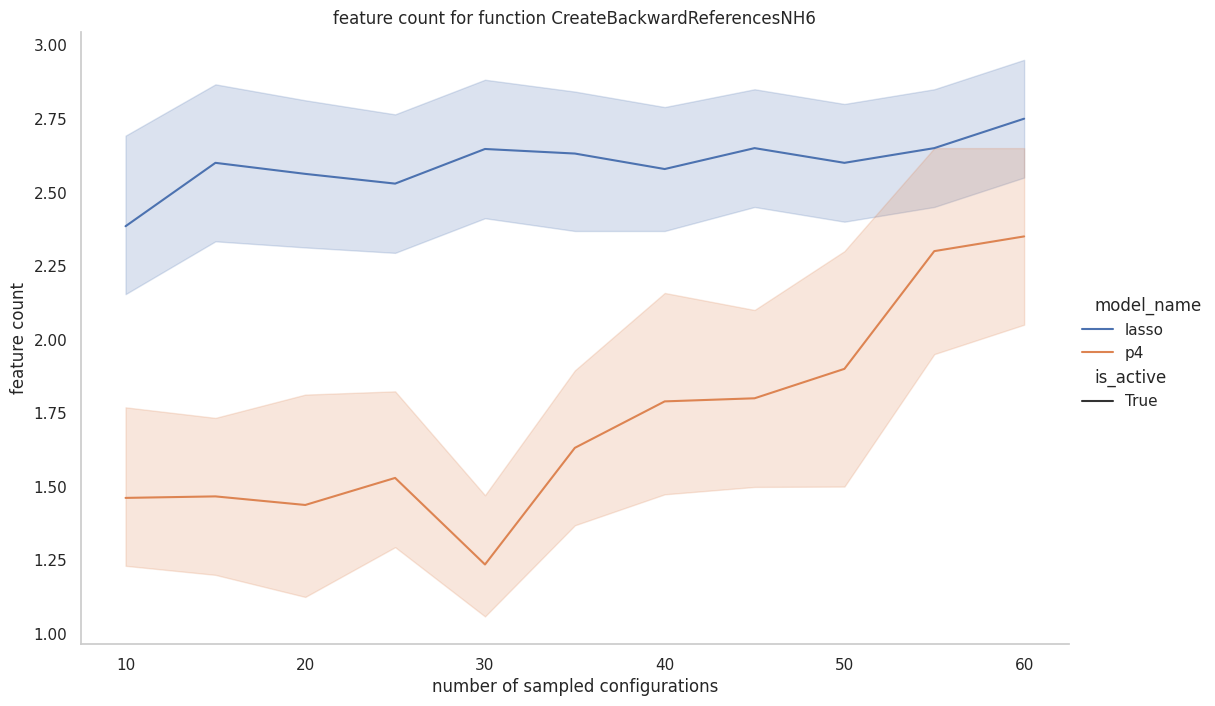 feature count for function CreateBackwardReferencesNH6
3.00
2.75
2.50
2.25
2.00
1.75
1.50
1.25
1.00
feature count
10 20 30 40 50 60
number of sampled configurations
model_name
lasso
p4
is_active
True